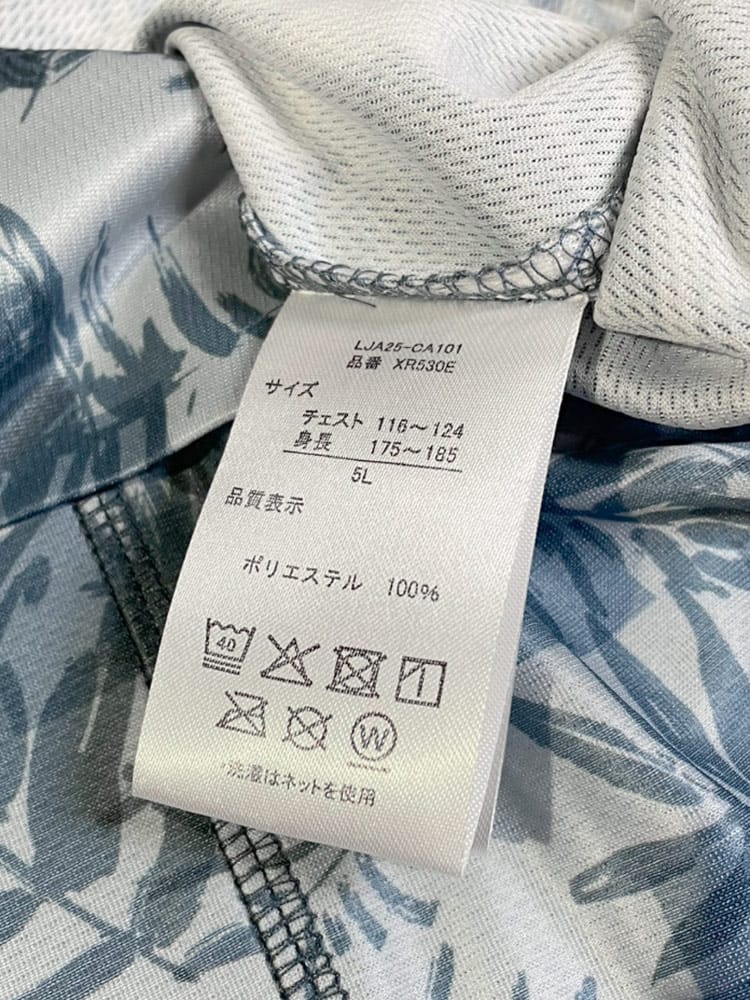 LJA25-CA101
品番 XR530E
サイズ
チェスト 116～124
身長 175～185
5L
品質表示
ポリエステル 100%
40
W
洗濯はネットを使用